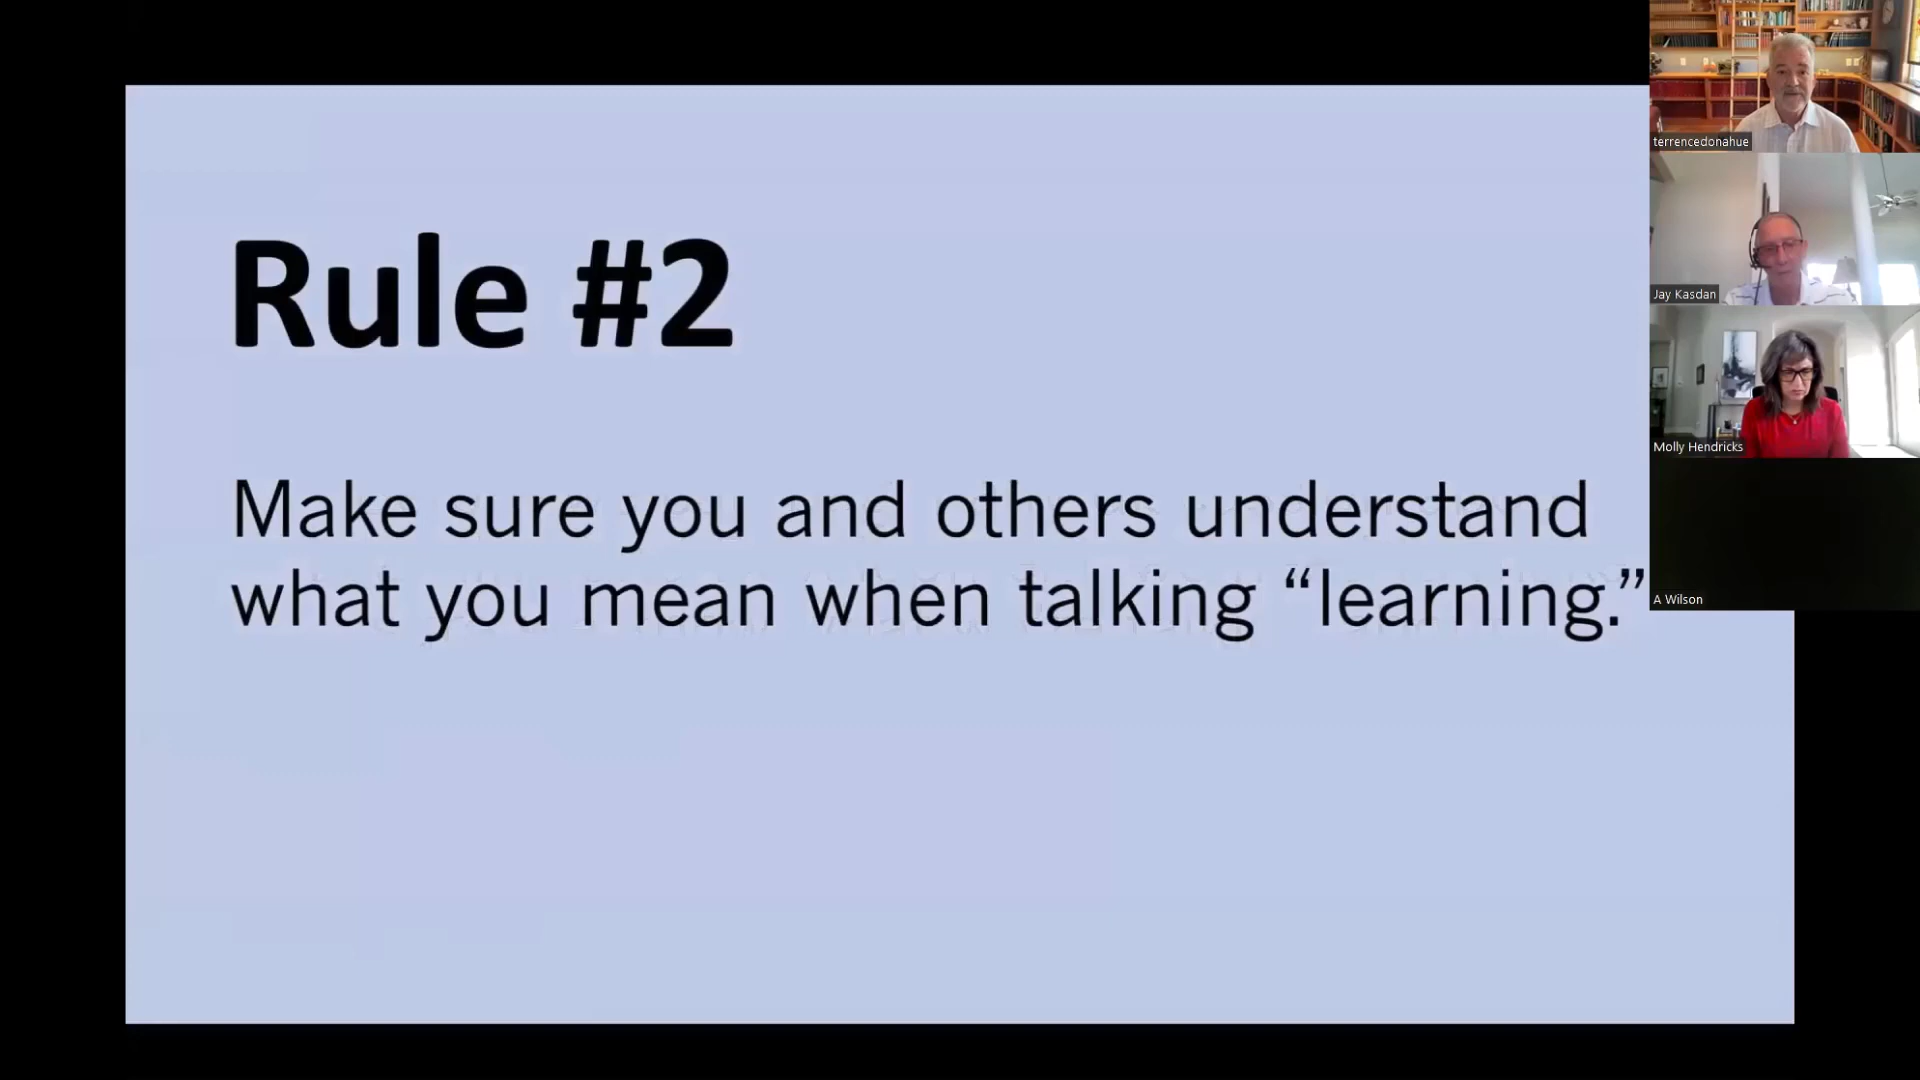 Rule #2
Make sure you and others understand
what you mean when talking “learning.”
terrencedonahue
Jay Kasdan
Molly Hendricks
A Wilson